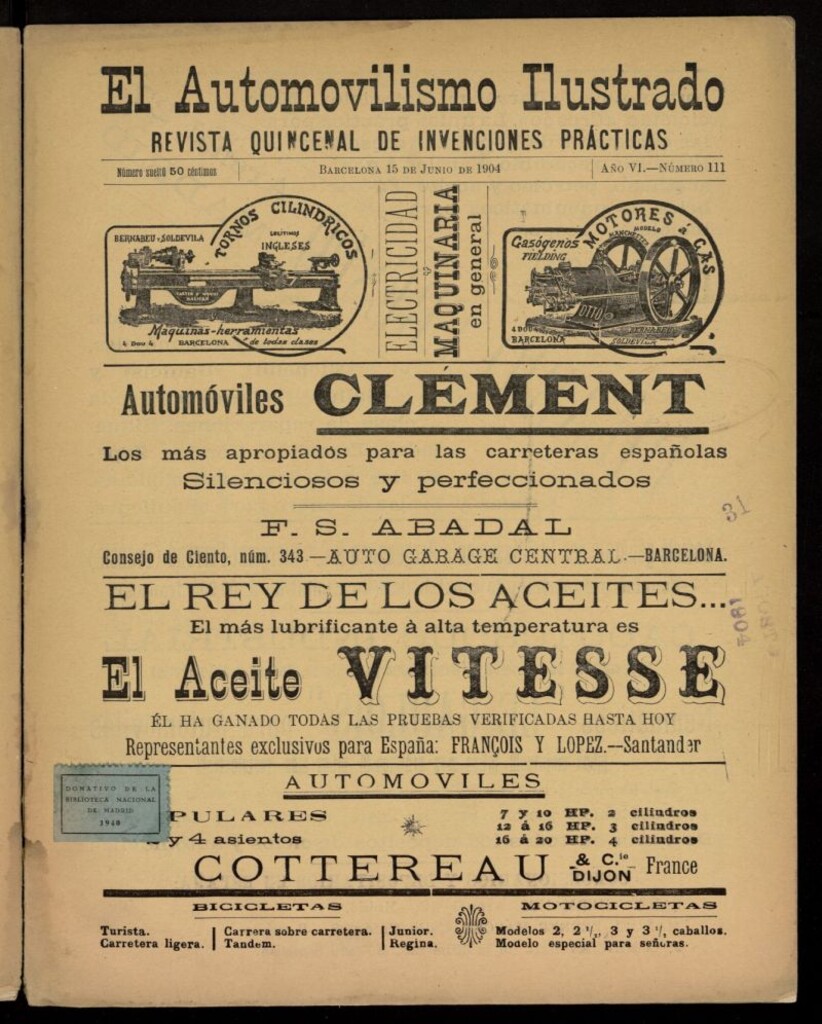 El Automovilismo Ilustrado
REVISTA QUINCENAL DE INVENCIONES PRÁCTICAS
Número suelto 50 céntimos
BARCELONA 15 DE JUNIO DE 1904
AÑO VI.—NÚMERO 111
BERNABEU Y SOLDEVILA
TORNOS CILINDRICOS
LEGÍTIMOS
INGLESES
Maquinas-herramientas
BARCELONA
de todas clases
ELECTRICIDAD
MAQUINARIA
en general
MOTORES á GAS
Gasógenos
FIELDING
MANCHESTER
MODELO
OTTO
BARCELONA
BERNABEU
SOLDEVILA
Automóviles CLÉMENT
Los más apropiados para las carreteras españolas
Silenciosos y perfeccionados
F. S. ABADAL
Consejo de Ciento, núm. 343—AUTO GARAGE CENTRAL.—BARCELONA.
EL REY DE LOS ACEITES...
El más lubrificante à alta temperatura es
El Aceite VITESSE
ÉL HA GANADO TODAS LAS PRUEBAS VERIFICADAS HASTA HOY
Representantes exclusivos para España: FRANÇOIS Y LOPEZ.—Santander
AUTOMOVILES
PULARES
y 4 asientos
7 y 10 HP. 2 cilindros
12 á 16 HP. 3 cilindros
16 á 20 HP. 4 cilindros
COTTEREAU & C.ie DIJON France
DONATIVO DE LA
BIBLIOTECA NACIONAL
DE MADRID
1940
BICICLETAS
Turista.
Carretera ligera.
Carrera sobre carretera.
Tandem.
Junior.
Regina.
MOTOCICLETAS
Modelos 2, 2 ½, 3 y 3 ½, caballos.
Modelo especial para señoras.
31